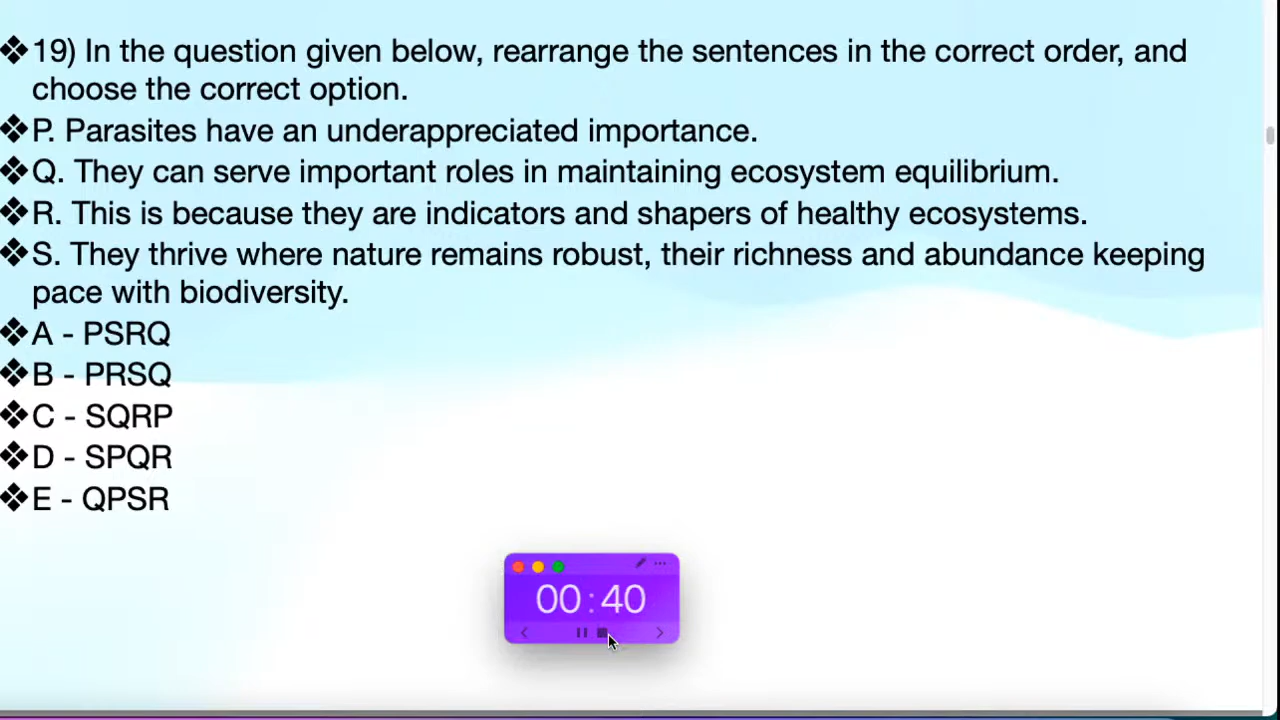 ❖19) In the question given below, rearrange the sentences in the correct order, and
choose the correct option.
❖P. Parasites have an underappreciated importance.
❖Q. They can serve important roles in maintaining ecosystem equilibrium.
❖R. This is because they are indicators and shapers of healthy ecosystems.
❖S. They thrive where nature remains robust, their richness and abundance keeping
pace with biodiversity.
❖A - PSRQ
❖B - PRSQ
❖C - SQRP
❖D - SPQR
❖E - QPSR
00:40